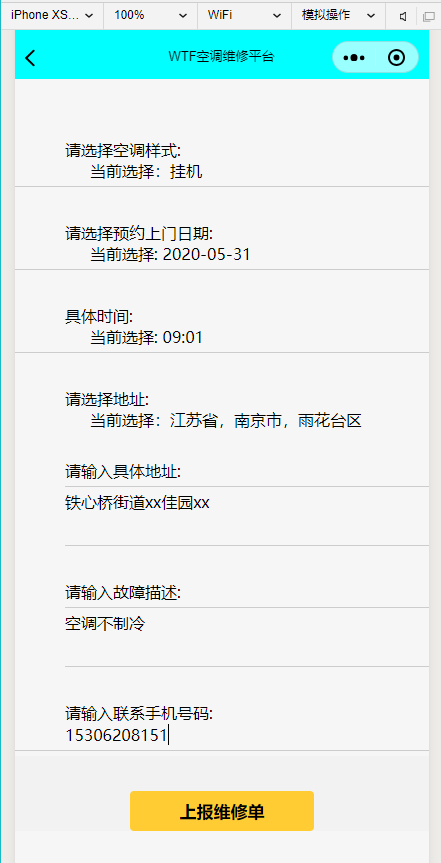 iPhone XS... 100% WiFi 模拟操作
WTF空调维修平台
请选择空调样式:
当前选择：挂机
请选择预约上门日期:
当前选择: 2020-05-31
具体时间:
当前选择: 09:01
请选择地址:
当前选择：江苏省，南京市，雨花台区
请输入具体地址:
铁心桥街道xx佳园xx
请输入故障描述:
空调不制冷
请输入联系手机号码:
15306208151
上报维修单